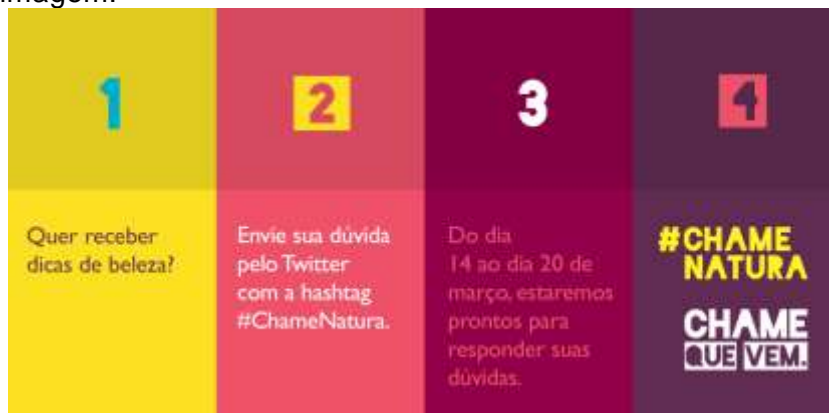 imagem.
1
Quer receber
dicas de beleza?
2
Envie sua dúvida
pelo Twitter
com a hashtag
#ChameNatura.
3
Do dia
14 ao dia 20 de
março, estaremos
prontos para
responder suas
dúvidas.
4
#CHAME
NATURA
CHAME
QUE VEM.